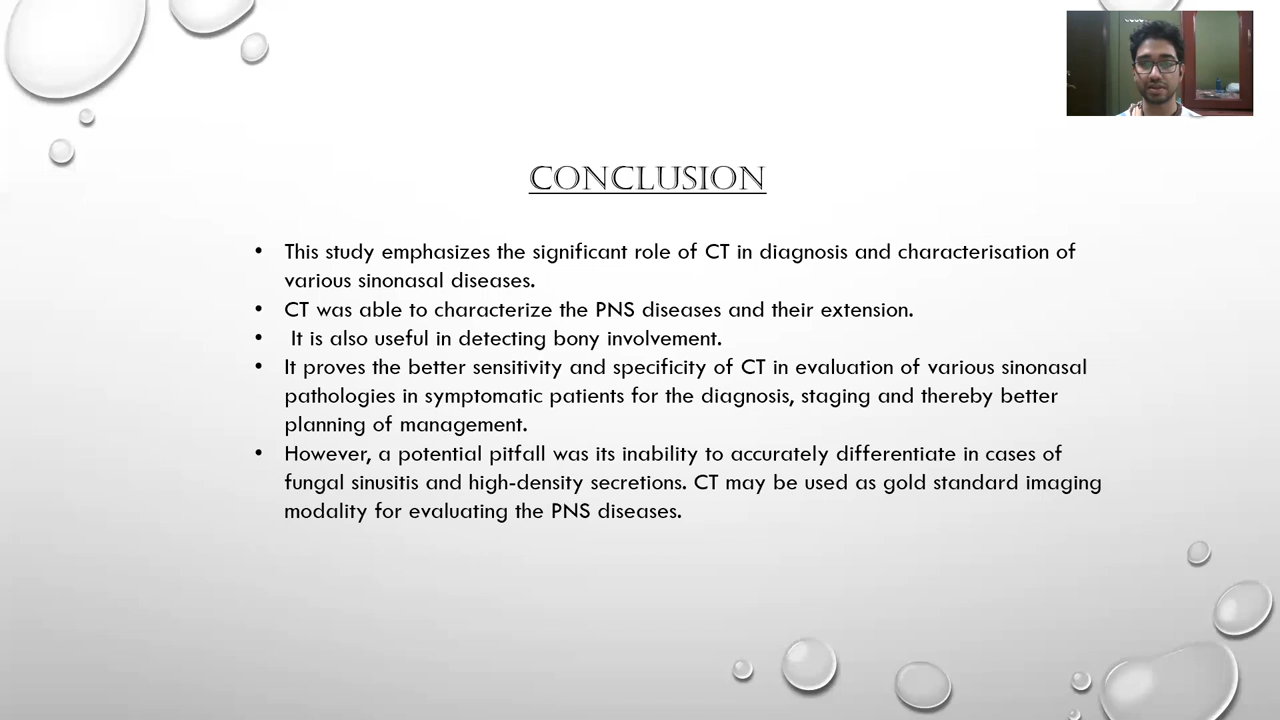 CONCLUSION
• This study emphasizes the significant role of CT in diagnosis and characterisation of
various sinonasal diseases.
• CT was able to characterize the PNS diseases and their extension.
• It is also useful in detecting bony involvement.
• It proves the better sensitivity and specificity of CT in evaluation of various sinonasal
pathologies in symptomatic patients for the diagnosis, staging and thereby better
planning of management.
• However, a potential pitfall was its inability to accurately differentiate in cases of
fungal sinusitis and high-density secretions. CT may be used as gold standard imaging
modality for evaluating the PNS diseases.